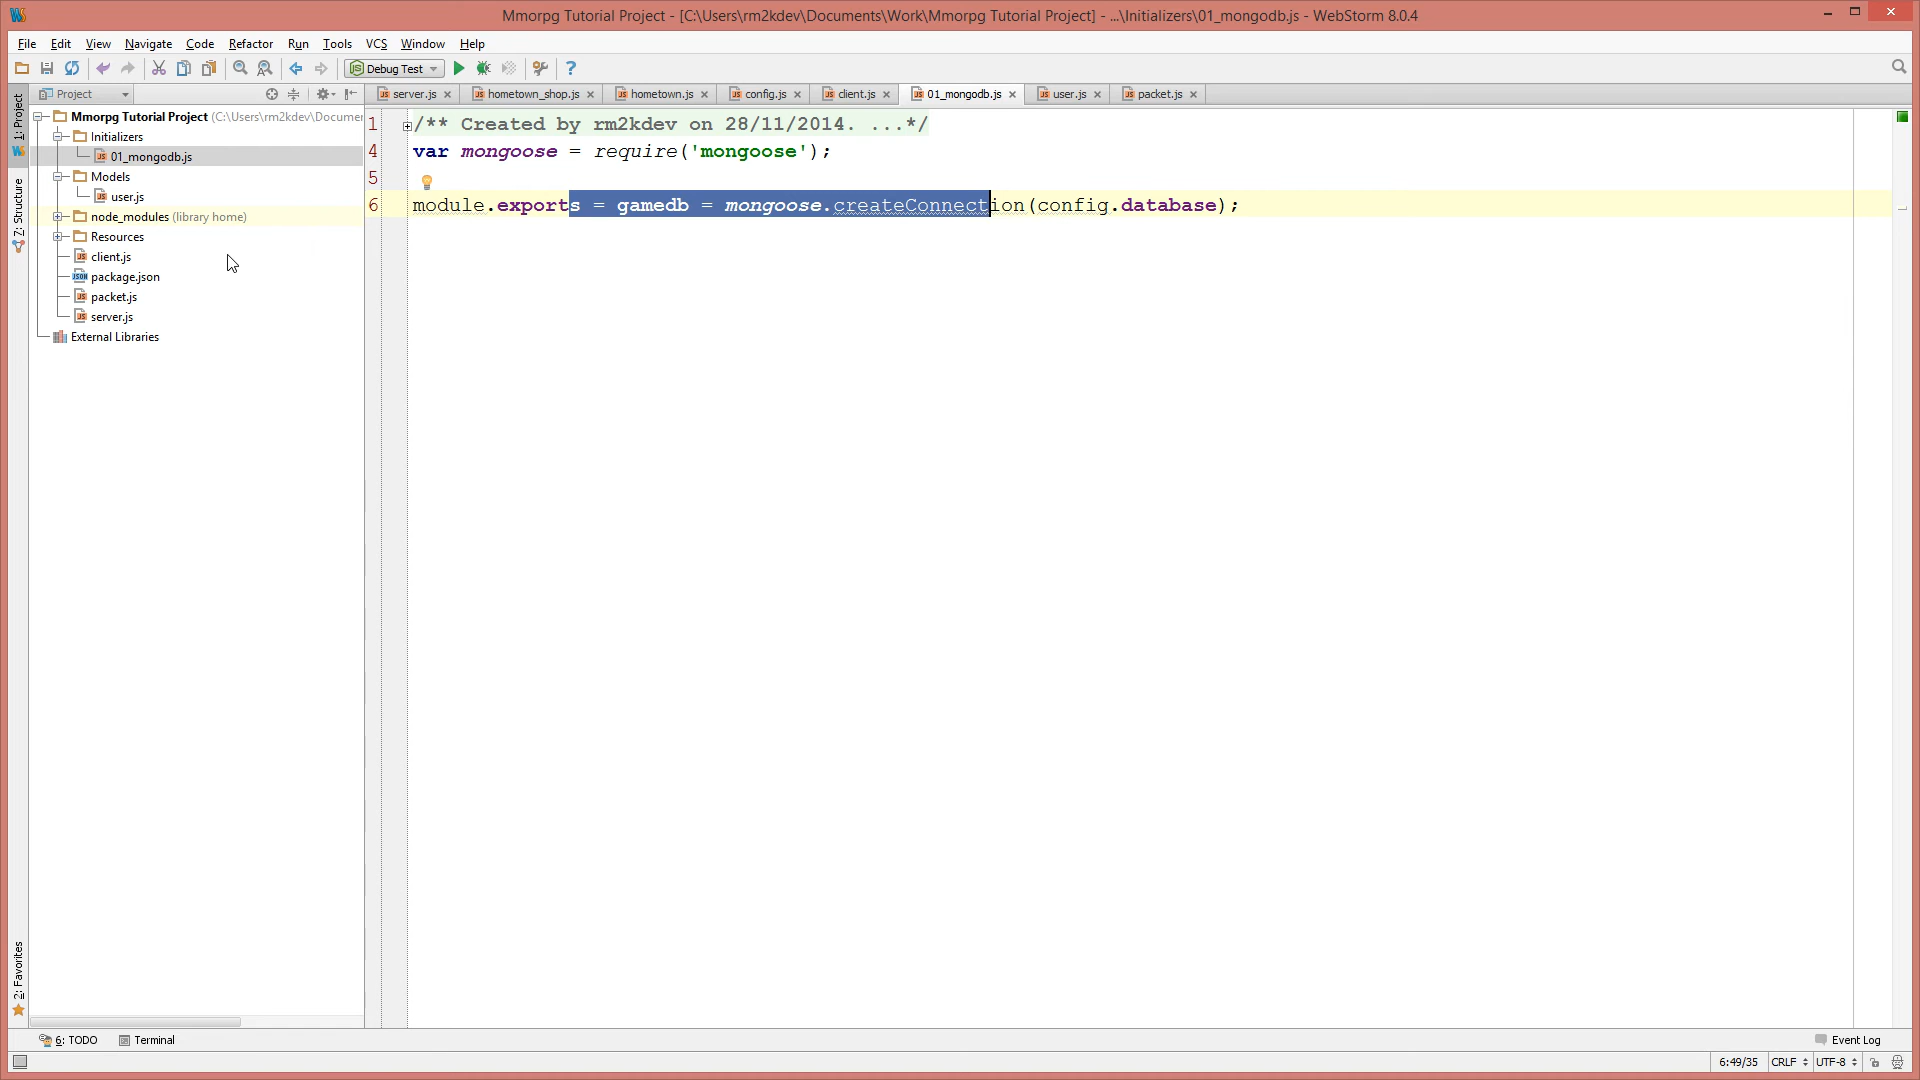 Mmorpg Tutorial Project - [C:\Users\rm2kdev\Documents\Work\Mmorpg Tutorial Project] - ...\Initializers\01_mongodb.js - WebStorm 8.0.4
File Edit View Navigate Code Refactor Run Tools VCS Window Help
Debug Test
Project
server.js hometown_shop.js hometown.js config.js client.js 01_mongodb.js user.js packet.js
1: Project
Z: Structure
2: Favorites
Mmorpg Tutorial Project (C:\Users\rm2kdev\Documer
Initializers
01_mongodb.js
Models
user.js
node_modules (library home)
Resources
client.js
package.json
packet.js
server.js
External Libraries
1 /** Created by rm2kdev on 28/11/2014. ...*/
4 var mongoose = require('mongoose');
5
6 module.exports = gamedb = mongoose.createConnection(config.database);
6: TODO Terminal Event Log
6:49/35 CRLF UTF-8